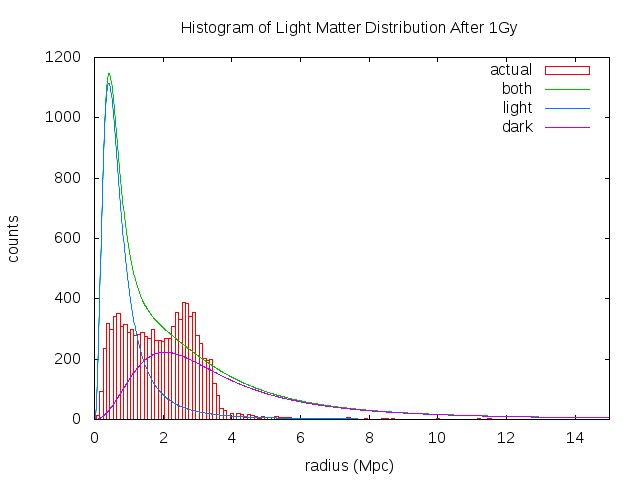 Histogram of Light Matter Distribution After 1Gy
1200
1000
800
600
400
200
0
counts
actual
both
light
dark
0 2 4 6 8 10 12 14
radius (Mpc)